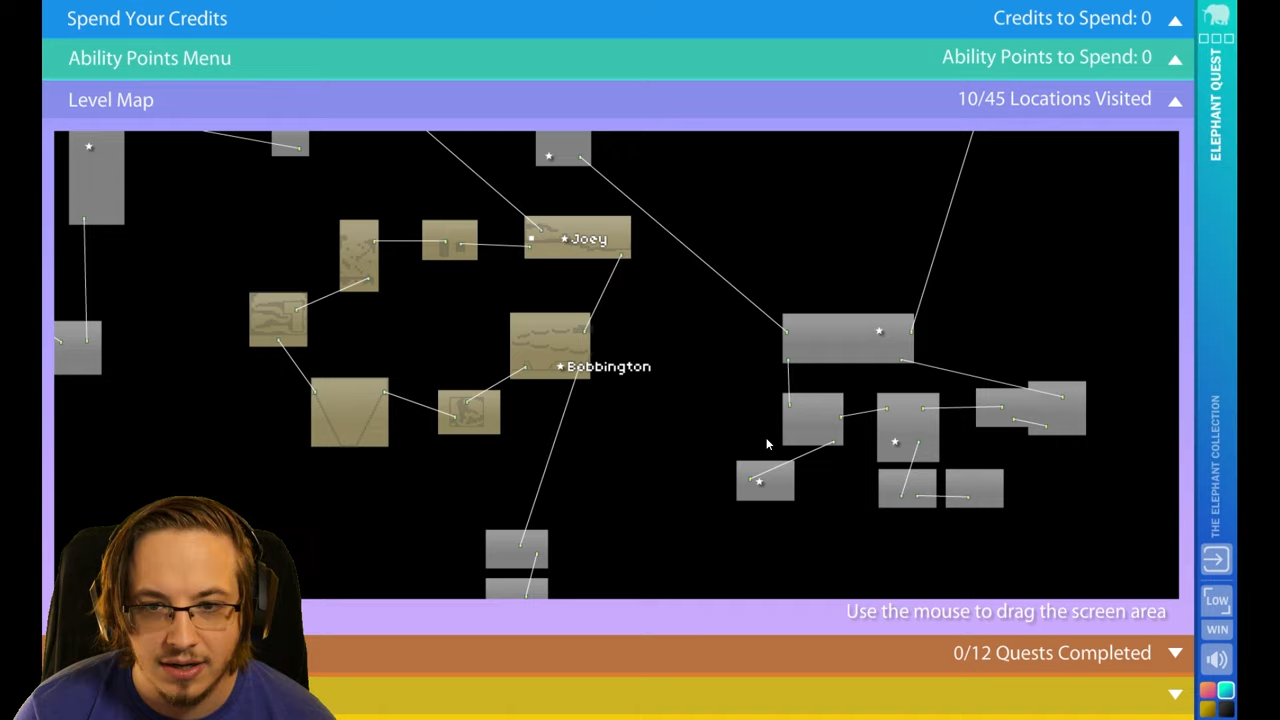 Spend Your Credits
Credits to Spend: 0
Ability Points Menu
Ability Points to Spend: 0
Level Map
10/45 Locations Visited
Joey
Bobbington
Use the mouse to drag the screen area
0/12 Quests Completed
ELEPHANT QUEST
THE ELEPHANT COLLECTION
LOW
WIN